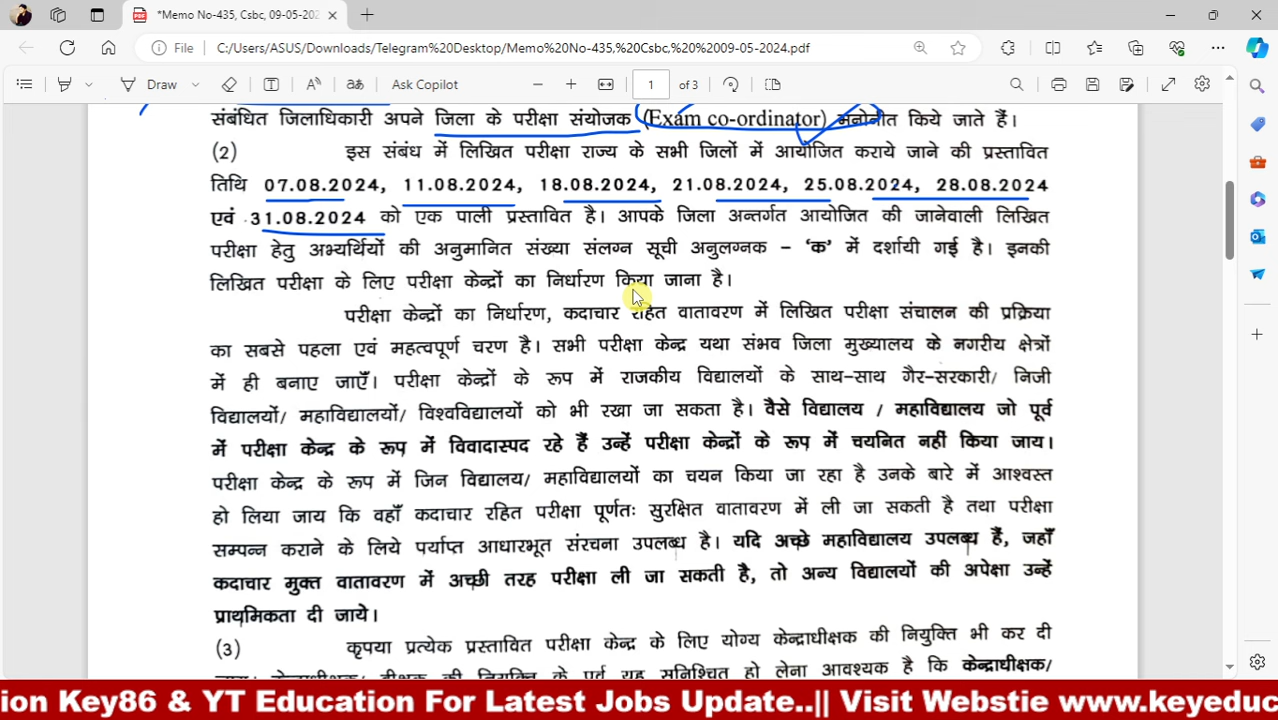 *Memo No-435, Csbc, 09-05-202
File C:/Users/ASUS/Downloads/Telegram%20Desktop/Memo%20No-435,%20Csbc,%20%2009-05-2024.pdf
Draw Ask Copilot 1 of 3
संबंधित जिलाधिकारी अपने जिला के परीक्षा संयोजक (Exam co-ordinator) मनोनीत किये जाते हैं।
(2) इस संबंध में लिखित परीक्षा राज्य के सभी जिलों में आयोजित कराये जाने की प्रस्तावित
तिथि 07.08.2024, 11.08.2024, 18.08.2024, 21.08.2024, 25.08.2024, 28.08.2024
एवं 31.08.2024 को एक पाली प्रस्तावित है। आपके जिला अन्तर्गत आयोजित की जानेवाली लिखित
परीक्षा हेतु अभ्यर्थियों की अनुमानित संख्या संलग्न सूची अनुलग्नक – 'क' में दर्शायी गई है। इनकी
लिखित परीक्षा के लिए परीक्षा केन्द्रों का निर्धारण किया जाना है।
परीक्षा केन्द्रों का निर्धारण, कदाचार रहित वातावरण में लिखित परीक्षा संचालन की प्रक्रिया
का सबसे पहला एवं महत्वपूर्ण चरण है। सभी परीक्षा केन्द्र यथा संभव जिला मुख्यालय के नगरीय क्षेत्रों
में ही बनाए जाएँ। परीक्षा केन्द्रों के रूप में राजकीय विद्यालयों के साथ–साथ गैर–सरकारी/ निजी
विद्यालयों/ महाविद्यालयों/ विश्वविद्यालयों को भी रखा जा सकता है। वैसे विद्यालय / महाविद्यालय जो पूर्व
में परीक्षा केन्द्र के रूप में विवादास्पद रहे हैं उन्हें परीक्षा केन्द्रों के रूप में चयनित नहीं किया जाय।
परीक्षा केन्द्र के रूप में जिन विद्यालय/ महाविद्यालयों का चयन किया जा रहा है उनके बारे में आश्वस्त
हो लिया जाय कि वहाँ कदाचार रहित परीक्षा पूर्णतः सुरक्षित वातावरण में ली जा सकती है तथा परीक्षा
सम्पन्न कराने के लिये पर्याप्त आधारभूत संरचना उपलब्ध है। यदि अच्छे महाविद्यालय उपलब्ध हैं, जहाँ
कदाचार मुक्त वातावरण में अच्छी तरह परीक्षा ली जा सकती है, तो अन्य विद्यालयों की अपेक्षा उन्हें
प्राथमिकता दी जाये।
(3) कृपया प्रत्येक प्रस्तावित परीक्षा केन्द्र के लिए योग्य केन्द्राधीक्षक की नियुक्ति भी कर दी
की नियुक्ति के पूर्व यह सुनिश्चित हो लेना आवश्यक है कि केन्द्राधीक्षक/
ion Key86 & YT Education For Latest Jobs Update..|| Visit Webstie www.keyeduc